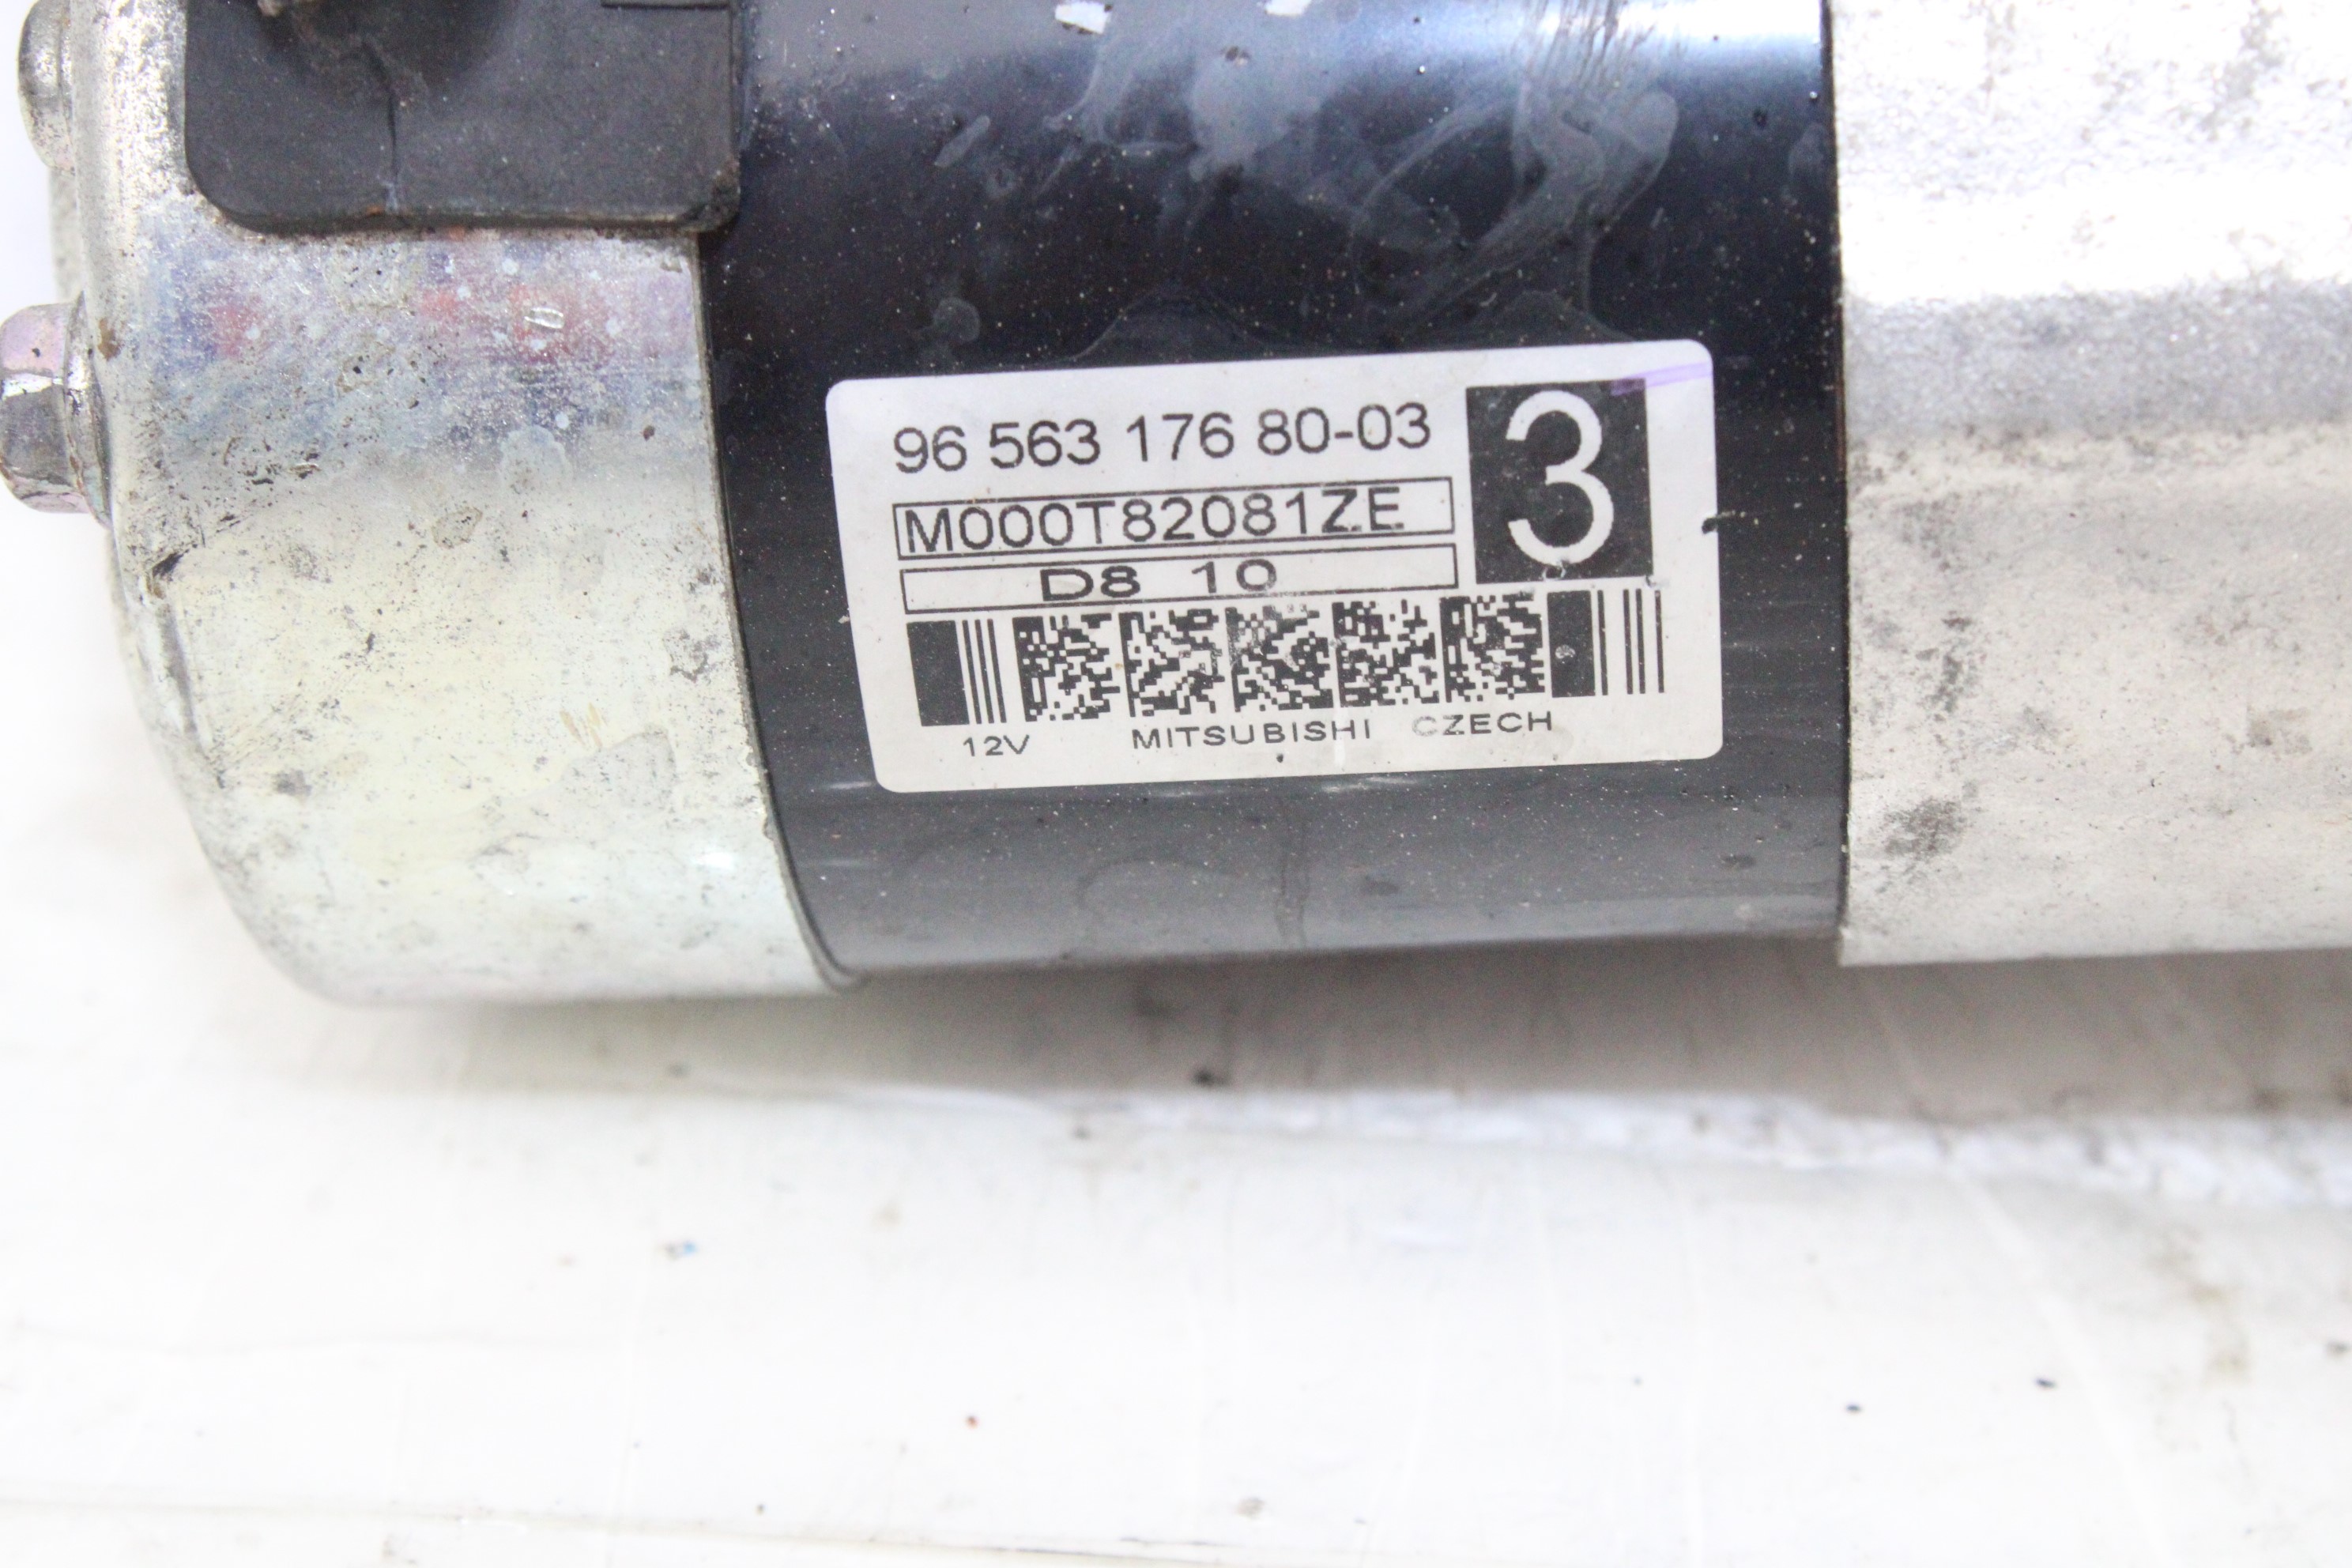 96 563 176 80-03
3
M000T82081ZE
D8 10
12V MITSUBISHI CZECH